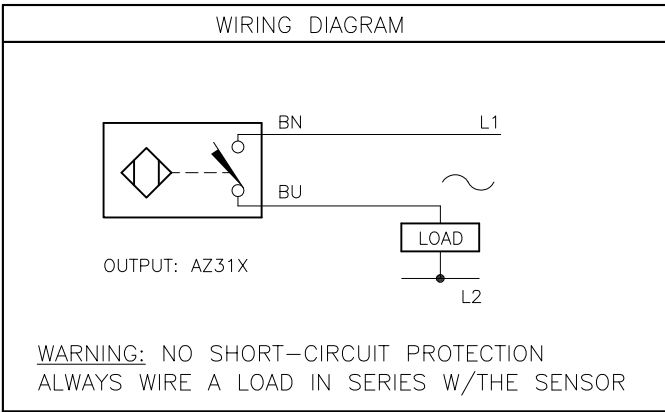 WIRING DIAGRAM
BN
L1
BU
LOAD
OUTPUT: AZ31X
L2
WARNING: NO SHORT-CIRCUIT PROTECTION
ALWAYS WIRE A LOAD IN SERIES W/THE SENSOR